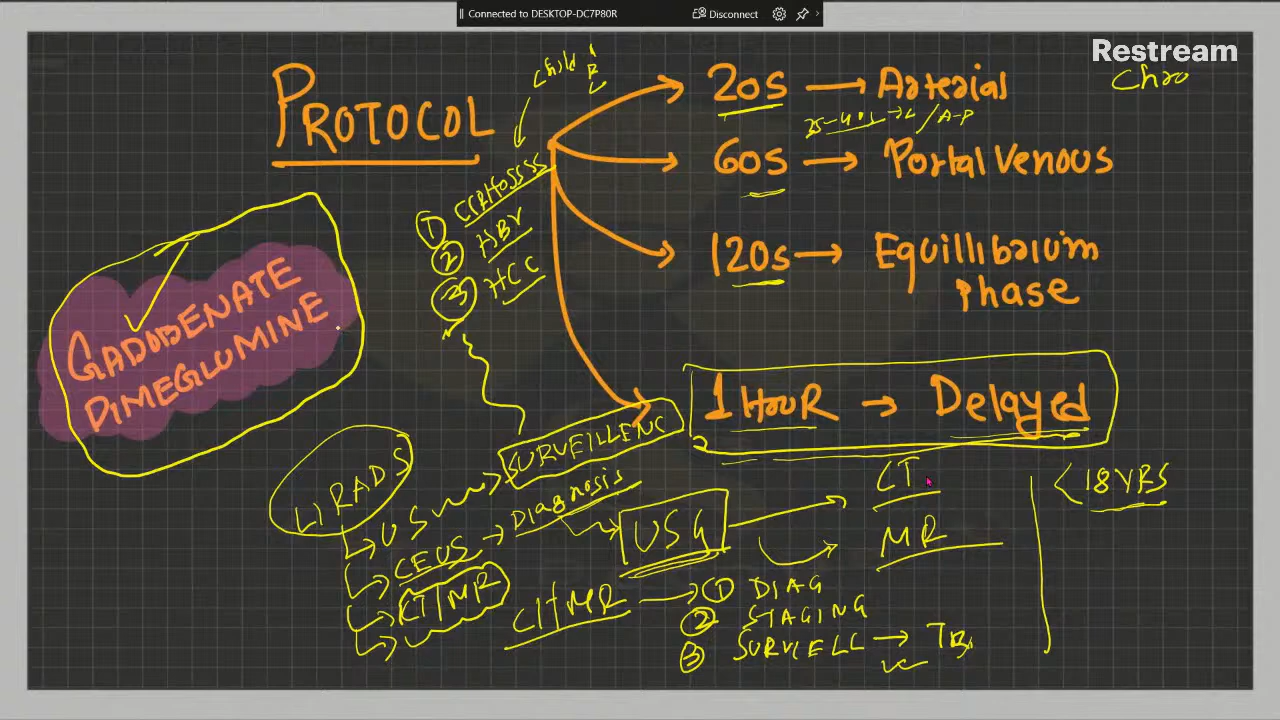 Connected to DESKTOP-DC7P80R
Disconnect
Restream
PROTOCOL
Child
A
B
20s → Arterial
60s → Portal Venous
120s → Equillibrium
Phase
1 HouR → Delayed
① CIRHOSSIS
② HBV
③ HCC
GADOBENATE
DIMEGLUMINE
LIRADS
US → SURVEILLENC
CEUS → Diagnosis
CT/MR
USG
CT
MR
<18 YRS
CT/MR → ① DIAG
② STAGING
③ SURVIELL →